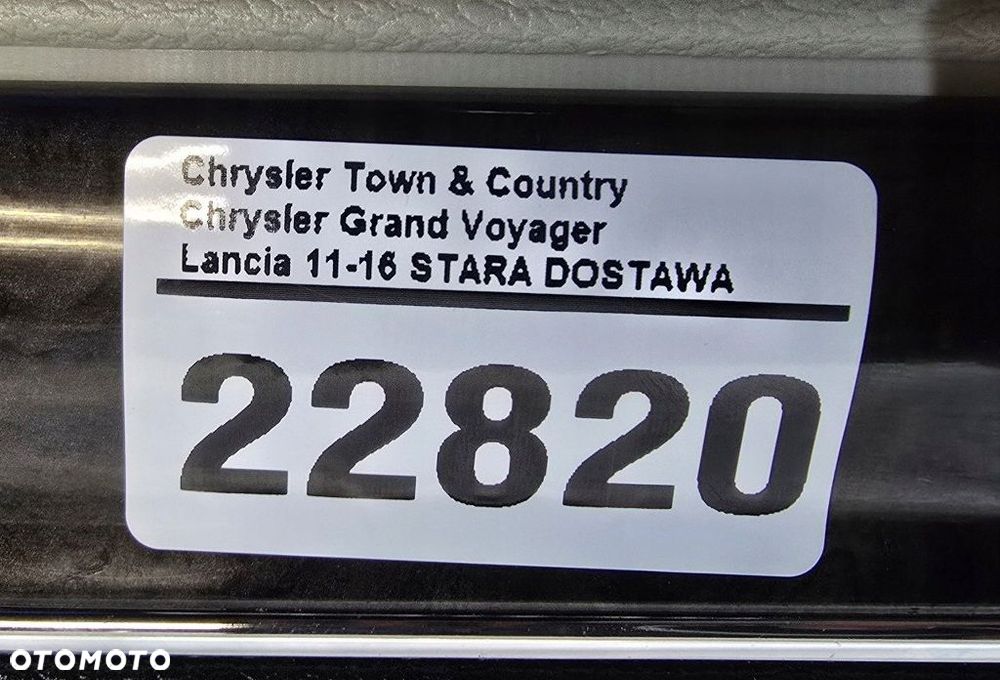 Chrysler Town & Country
Chrysler Grand Voyager
Lancia 11-16 STARA DOSTAWA
22820
OTOMOTO